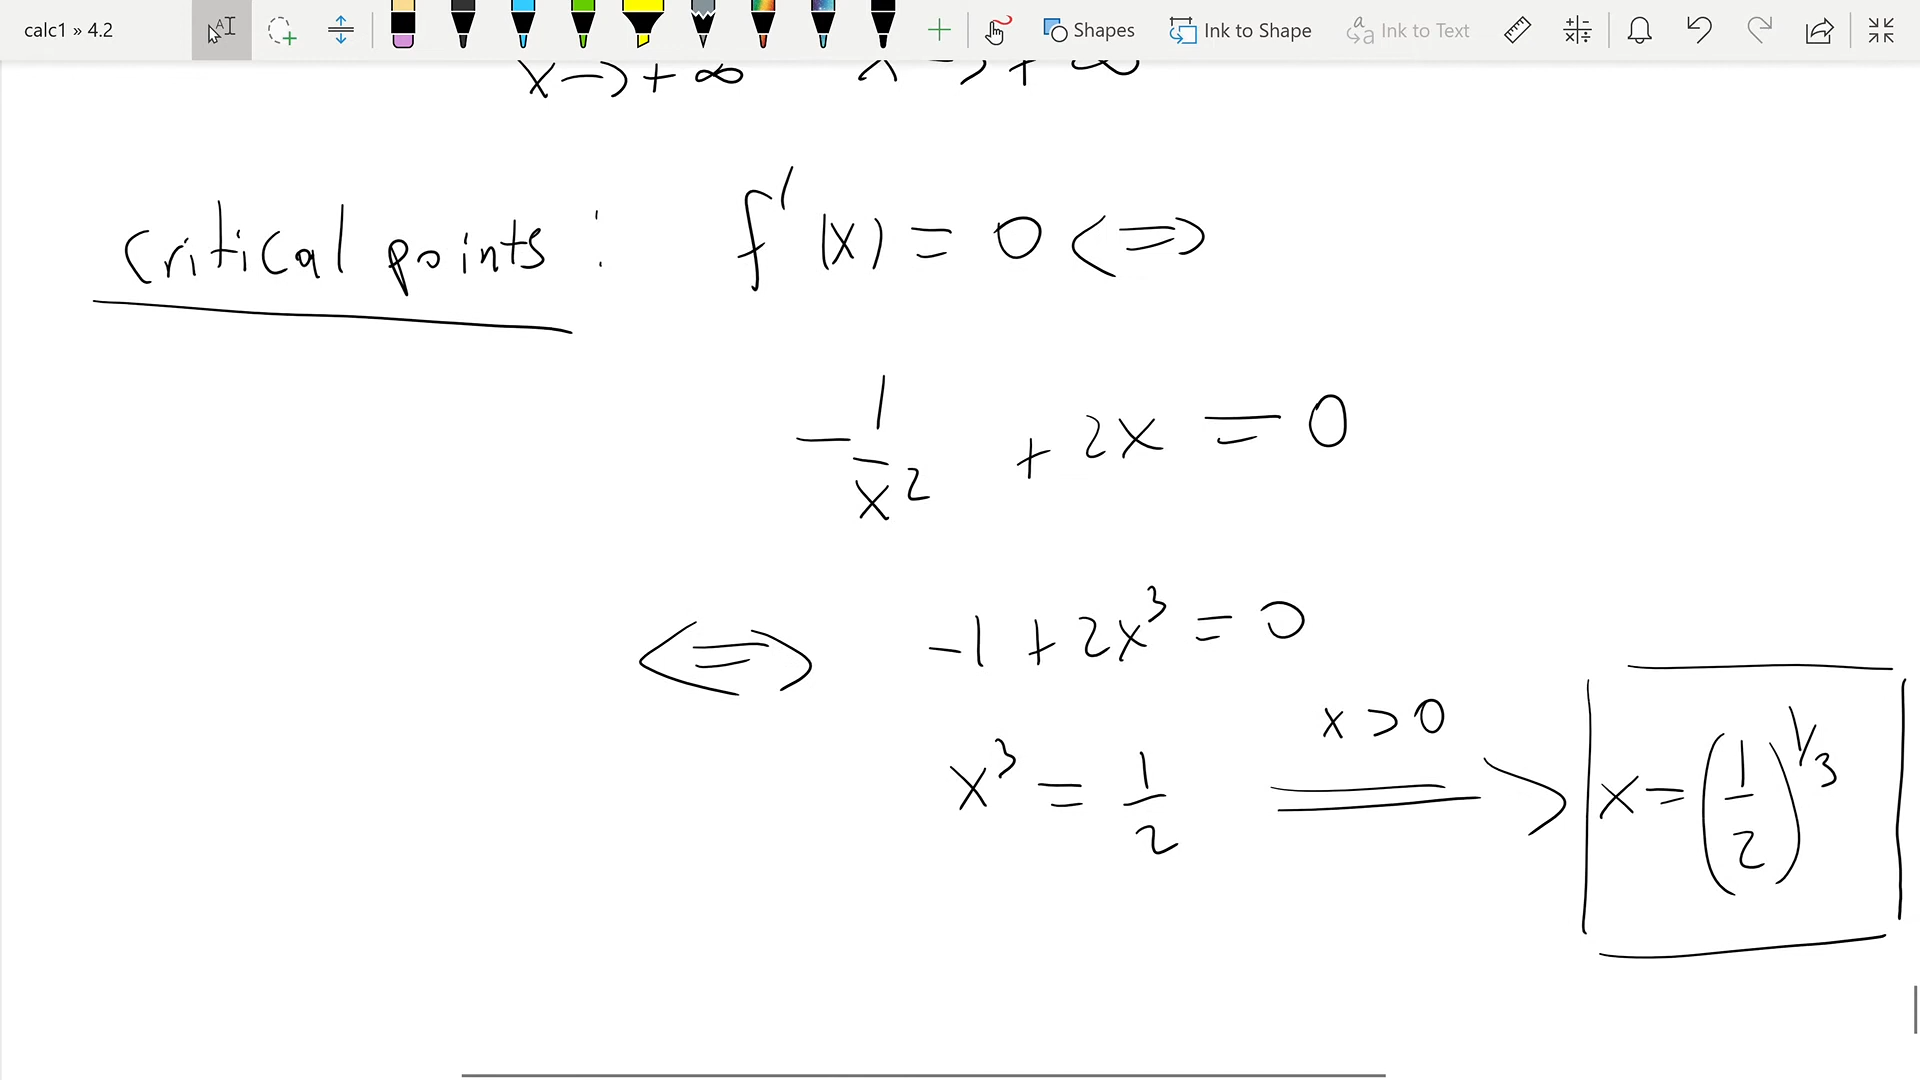 calc1 » 4.2 Shapes Ink to Shape Ink to Text
x → + ∞ x → + ∞
Critical points : f'(x) = 0 <=>
- 1/x² + 2x = 0
<=> -1 + 2x³ = 0
x³ = 1/2 =x > 0=> x = (1/2)^1/3